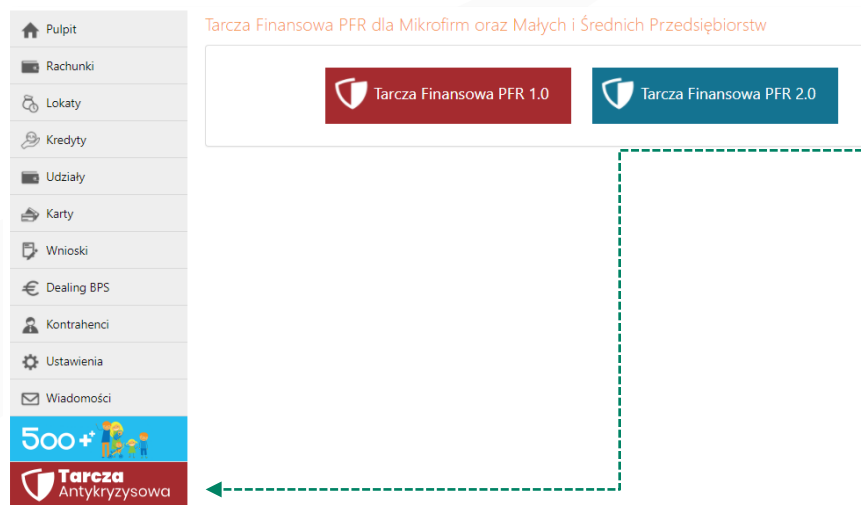 Tarcza Finansowa PFR dla Mikrofirm oraz Małych i Średnich Przedsiębiorstw
Pulpit
Rachunki
Lokaty
Kredyty
Udziały
Karty
Wnioski
Dealing BPS
Kontrahenci
Ustawienia
Wiadomości
500+
Tarcza
Antykryzysowa
Tarcza Finansowa PFR 1.0
Tarcza Finansowa PFR 2.0